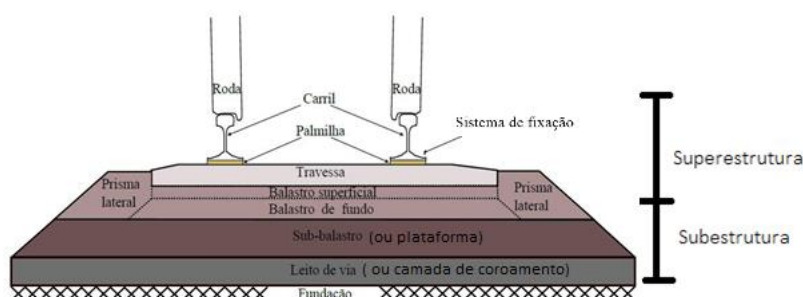 Roda
Roda
Carril
Sistema de fixação
Palmilha
Superestrutura
Travessa
Prisma
lateral
Balastro superficial
Prisma
lateral
Balastro de fundo
Sub-balastro (ou plataforma)
Subestrutura
Leito de via ( ou camada de coroamento)
Fundação